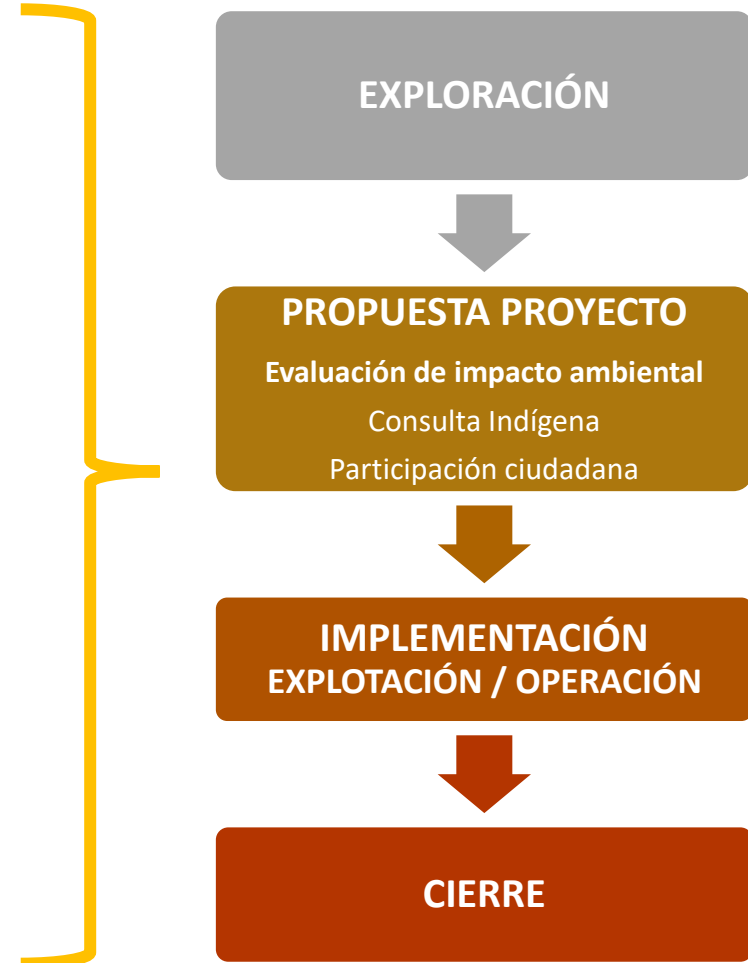 EXPLORACIÓN
PROPUESTA PROYECTO
Evaluación de impacto ambiental
Consulta Indígena
Participación ciudadana
IMPLEMENTACIÓN
EXPLOTACIÓN / OPERACIÓN
CIERRE